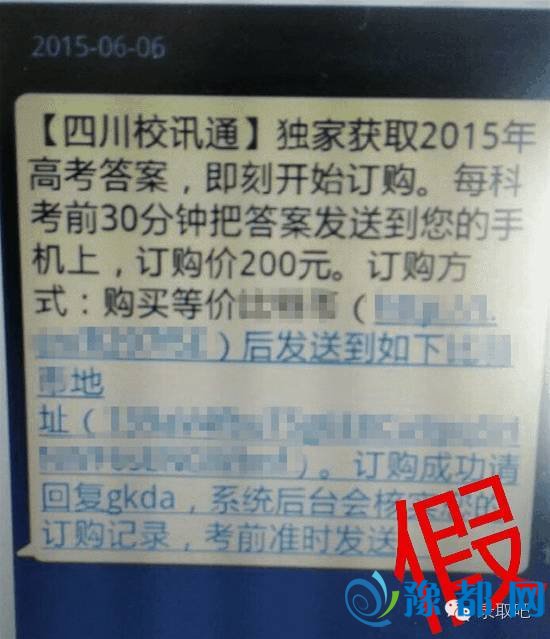 2015-06-06
【四川校讯通】独家获取2015年
高考答案，即刻开始订购。每科
考前30分钟把答案发送到您的手
机上，订购价200元。订购方
式：购买等价（
）后发送到如下
地
址（
）。订购成功请
回复gkda，系统后台会核您的
订购记录，考前准时发送
假
豫都网
录取吧